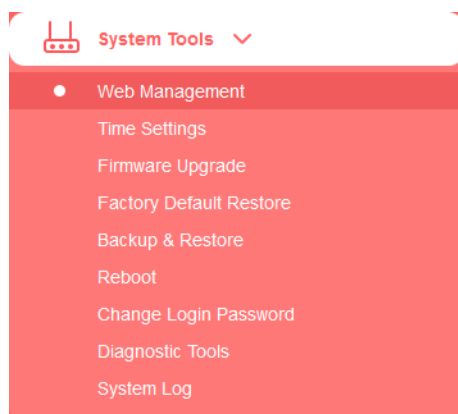 System Tools
Web Management
Time Settings
Firmware Upgrade
Factory Default Restore
Backup & Restore
Reboot
Change Login Password
Diagnostic Tools
System Log